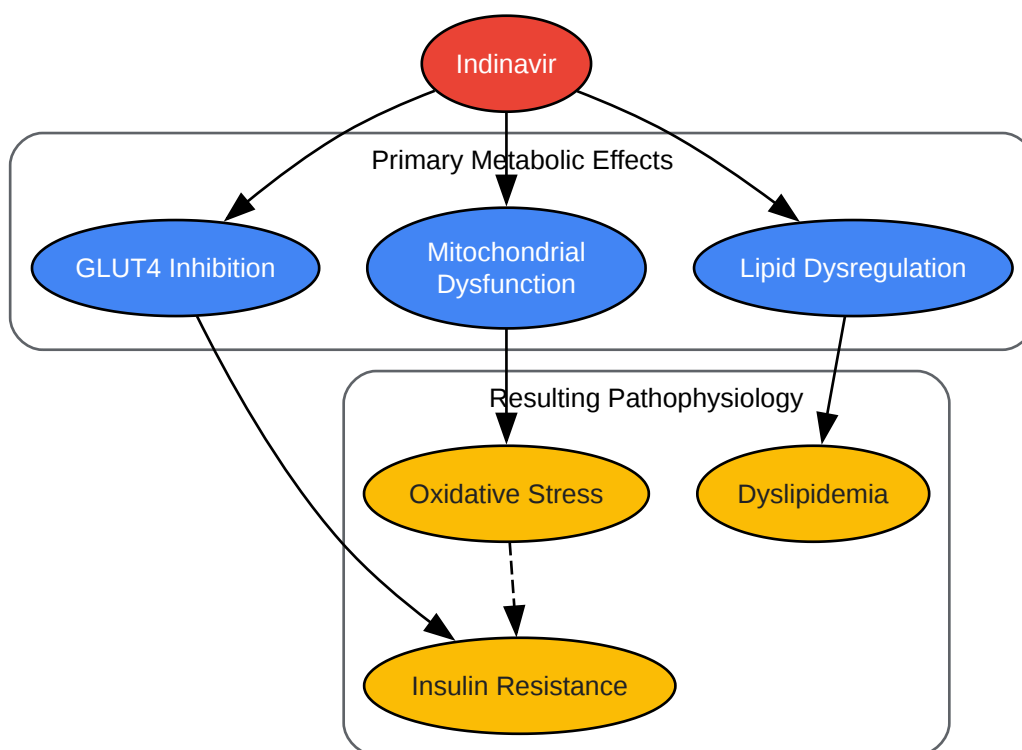 Indinavir
Primary Metabolic Effects
GLUT4 Inhibition
Mitochondrial
Dysfunction
Lipid Dysregulation
Resulting Pathophysiology
Oxidative Stress
Dyslipidemia
Insulin Resistance